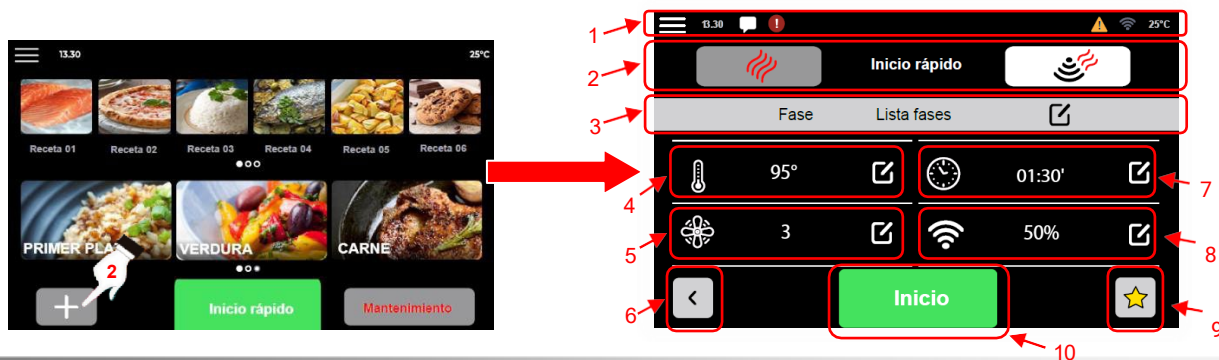 13.30 25°C
Receta 01 Receta 02 Receta 03 Receta 04 Receta 05 Receta 06
PRIMER PLA VERDURA CARNE
2
Inicio rápido Mantenimiento
1
13.30 ! 25°C
2
Inicio rápido
3
Fase Lista fases
4
95°
01:30'
7
5
3
50%
8
6
Inicio
9
10